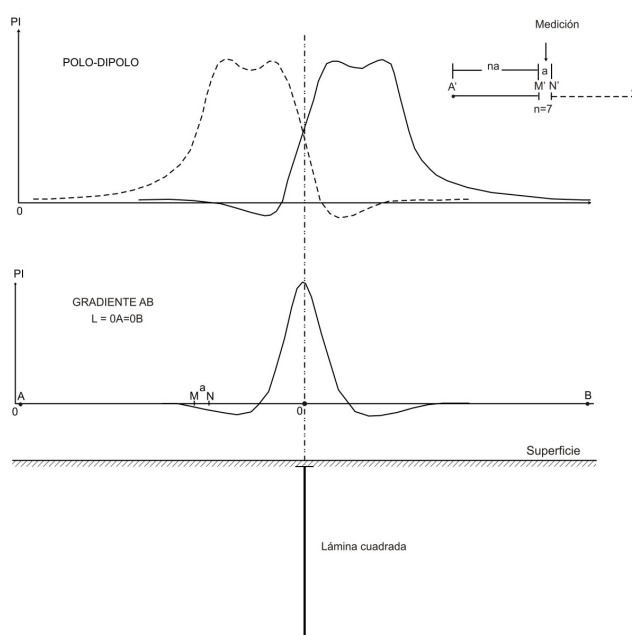 PI
POLO-DIPOLO
0
Medición
na
a
A' M' N'
n=7
PI
GRADIENTE AB
L = 0A=0B
A
M a N
0
0
B
Superficie
Lámina cuadrada